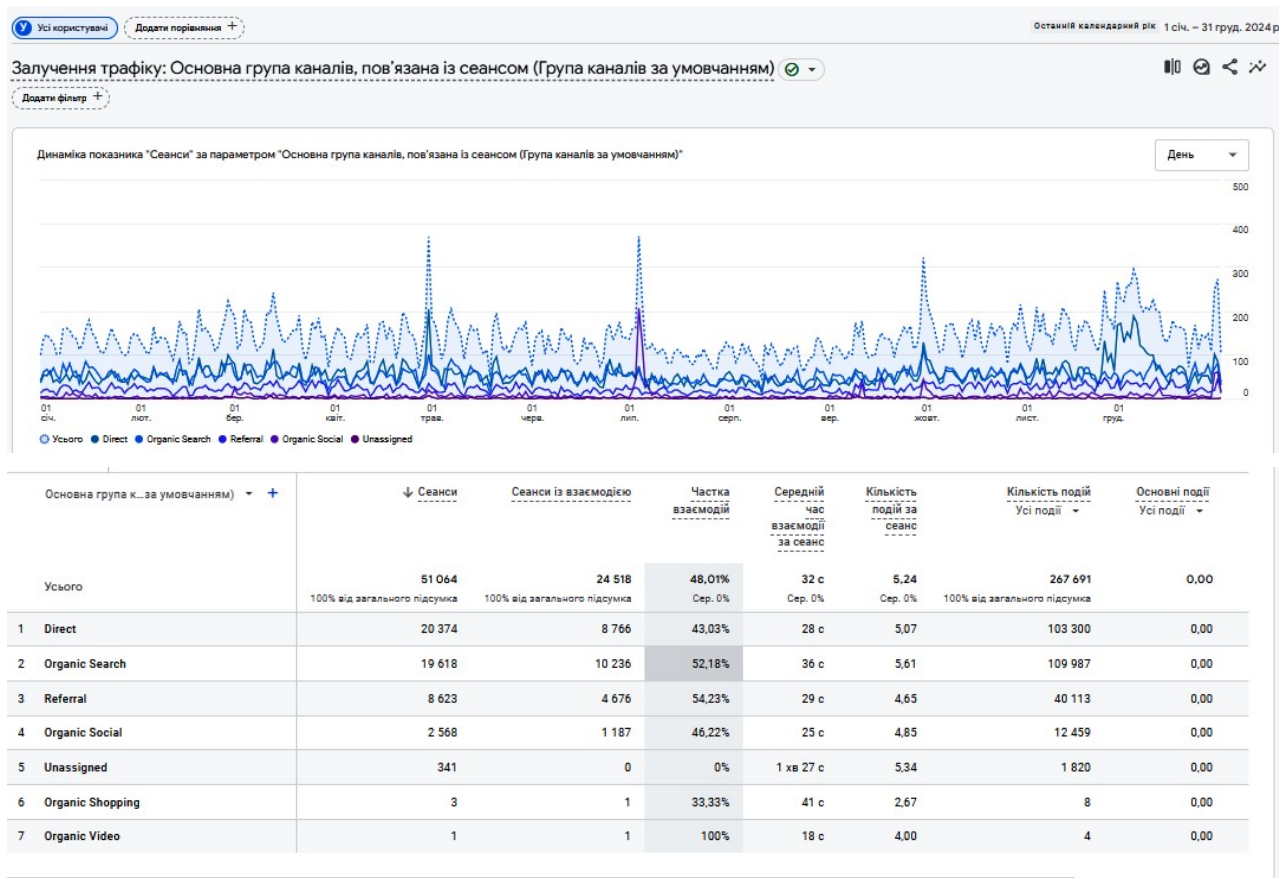 У Усі користувачі Додати порівняння + Останній календарний рік 1 січ. – 31 груд. 2024 р
Залучення трафіку: Основна група каналів, пов’язана із сеансом (Група каналів за умовчанням)
Додати фільтр +
Динаміка показника "Сеанси" за параметром "Основна група каналів, пов’язана із сеансом (Група каналів за умовчанням)"
День
500
400
300
200
100
0
01 01 01 01 01 01 01 01 01 01 01 01
січ. лют. бер. квіт. трав. черв. лип. серп. вер. жовт. лист. груд.
Усього Direct Organic Search Referral Organic Social Unassigned
Основна група к...за умовчанням) + ↓ Сеанси Сеанси із взаємодією Частка взаємодій Середній час взаємодії за сеанс Кількість подій за сеанс Кількість подій Усі події Основні події Усі події
Усього 51 064 24 518 48,01% 32 с 5,24 267 691 0,00
100% від загального підсумка 100% від загального підсумка Сер. 0% Сер. 0% Сер. 0% 100% від загального підсумка
1 Direct 20 374 8 766 43,03% 28 с 5,07 103 300 0,00
2 Organic Search 19 618 10 236 52,18% 36 с 5,61 109 987 0,00
3 Referral 8 623 4 676 54,23% 29 с 4,65 40 113 0,00
4 Organic Social 2 568 1 187 46,22% 25 с 4,85 12 459 0,00
5 Unassigned 341 0 0% 1 хв 27 с 5,34 1 820 0,00
6 Organic Shopping 3 1 33,33% 41 с 2,67 8 0,00
7 Organic Video 1 1 100% 18 с 4,00 4 0,00